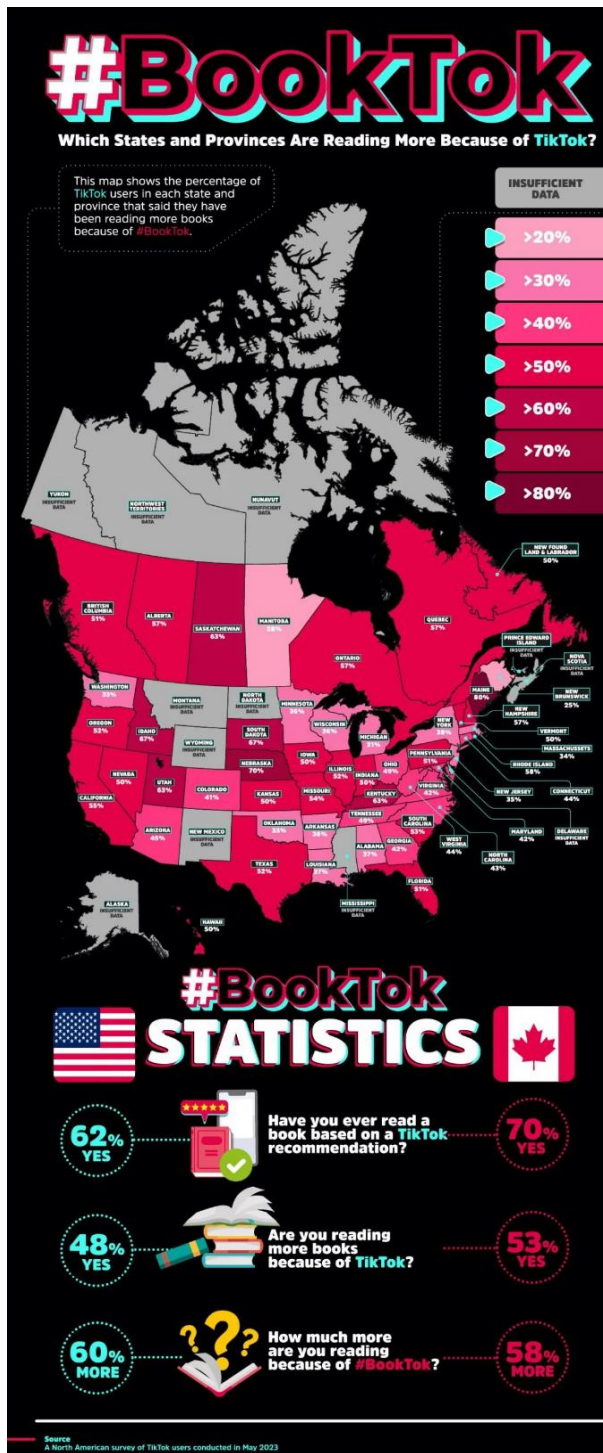 #BookTok
Which States and Provinces Are Reading More Because of TikTok?
This map shows the percentage of
TikTok users in each state and
province that said they have
been reading more books
because of #BookTok.
INSUFFICIENT
DATA
>20%
>30%
>40%
>50%
>60%
>70%
>80%
YUKON
INSUFFICIENT
DATA
NORTHWEST
TERRITORIES
INSUFFICIENT
DATA
NUNAVUT
INSUFFICIENT
DATA
NEW FOUND
LAND & LABRADOR
50%
BRITISH
COLUMBIA
51%
ALBERTA
57%
SASKATCHEWAN
63%
MANITOBA
ONTARIO
57%
QUEBEC
57%
PRINCE EDWARD
ISLAND
INSUFFICIENT
DATA
NOVA
SCOTIA
INSUFFICIENT
DATA
NEW
BRUNSWICK
25%
MAINE
80%
NEW
HAMPSHIRE
57%
VERMONT
50%
MASSACHUSSETS
34%
RHODE ISLAND
58%
CONNECTICUT
44%
NEW JERSEY
35%
DELAWARE
INSUFFICIENT
DATA
MARYLAND
42%
WEST
VIRGINIA
44%
NORTH
CAROLINA
43%
WASHINGTON
33%
MONTANA
INSUFFICIENT
DATA
NORTH
DAKOTA
INSUFFICIENT
DATA
MINNESOTA
36%
WISCONSIN
36%
MICHIGAN
31%
NEW
YORK
38%
OREGON
52%
IDAHO
67%
WYOMING
INSUFFICIENT
DATA
SOUTH
DAKOTA
67%
IOWA
50%
ILLINOIS
52%
INDIANA
50%
OHIO
49%
PENNSYLVANIA
51%
NEVADA
50%
UTAH
63%
COLORADO
41%
NEBRASKA
70%
KANSAS
50%
MISSOURI
54%
KENTUCKY
63%
VIRGINIA
42%
CALIFORNIA
55%
ARIZONA
45%
NEW MEXICO
INSUFFICIENT
DATA
OKLAHOMA
33%
ARKANSAS
38%
TENNESSEE
40%
SOUTH
CAROLINA
53%
TEXAS
52%
LOUISIANA
37%
ALABAMA
37%
GEORGIA
42%
MISSISSIPPI
INSUFFICIENT
DATA
FLORIDA
51%
ALASKA
INSUFFICIENT
DATA
HAWAII
50%
#BookTok
STATISTICS
62%
YES
Have you ever read a
book based on a TikTok
recommendation?
70%
YES
48%
YES
Are you reading
more books
because of TikTok?
53%
YES
60%
MORE
How much more
are you reading
because of #BookTok?
58%
MORE
Source
A North American survey of TikTok users conducted in May 2023